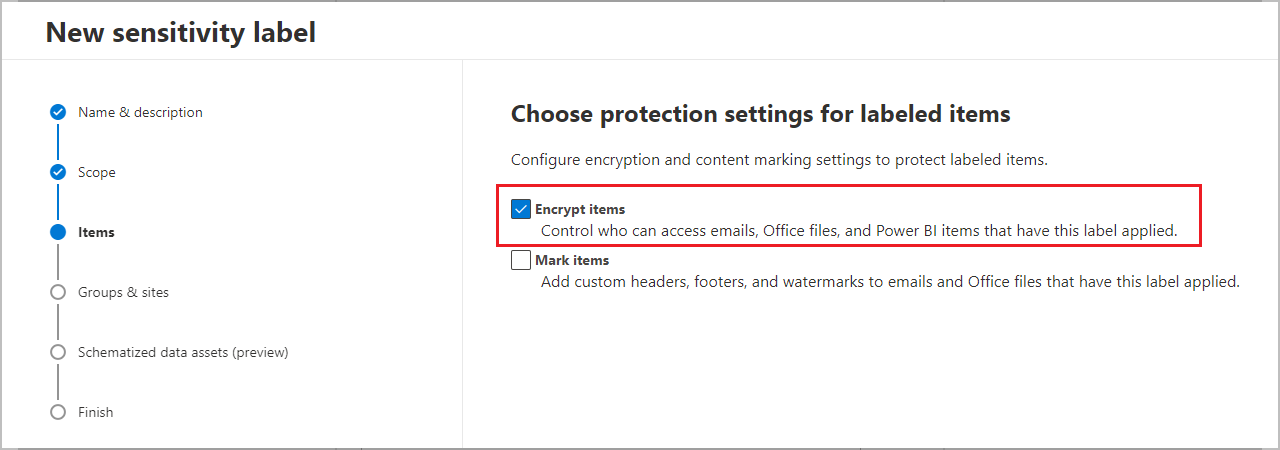 New sensitivity label
Name & description
Scope
Items
Groups & sites
Schematized data assets (preview)
Finish
Choose protection settings for labeled items
Configure encryption and content marking settings to protect labeled items.
Encrypt items
Control who can access emails, Office files, and Power BI items that have this label applied.
Mark items
Add custom headers, footers, and watermarks to emails and Office files that have this label applied.